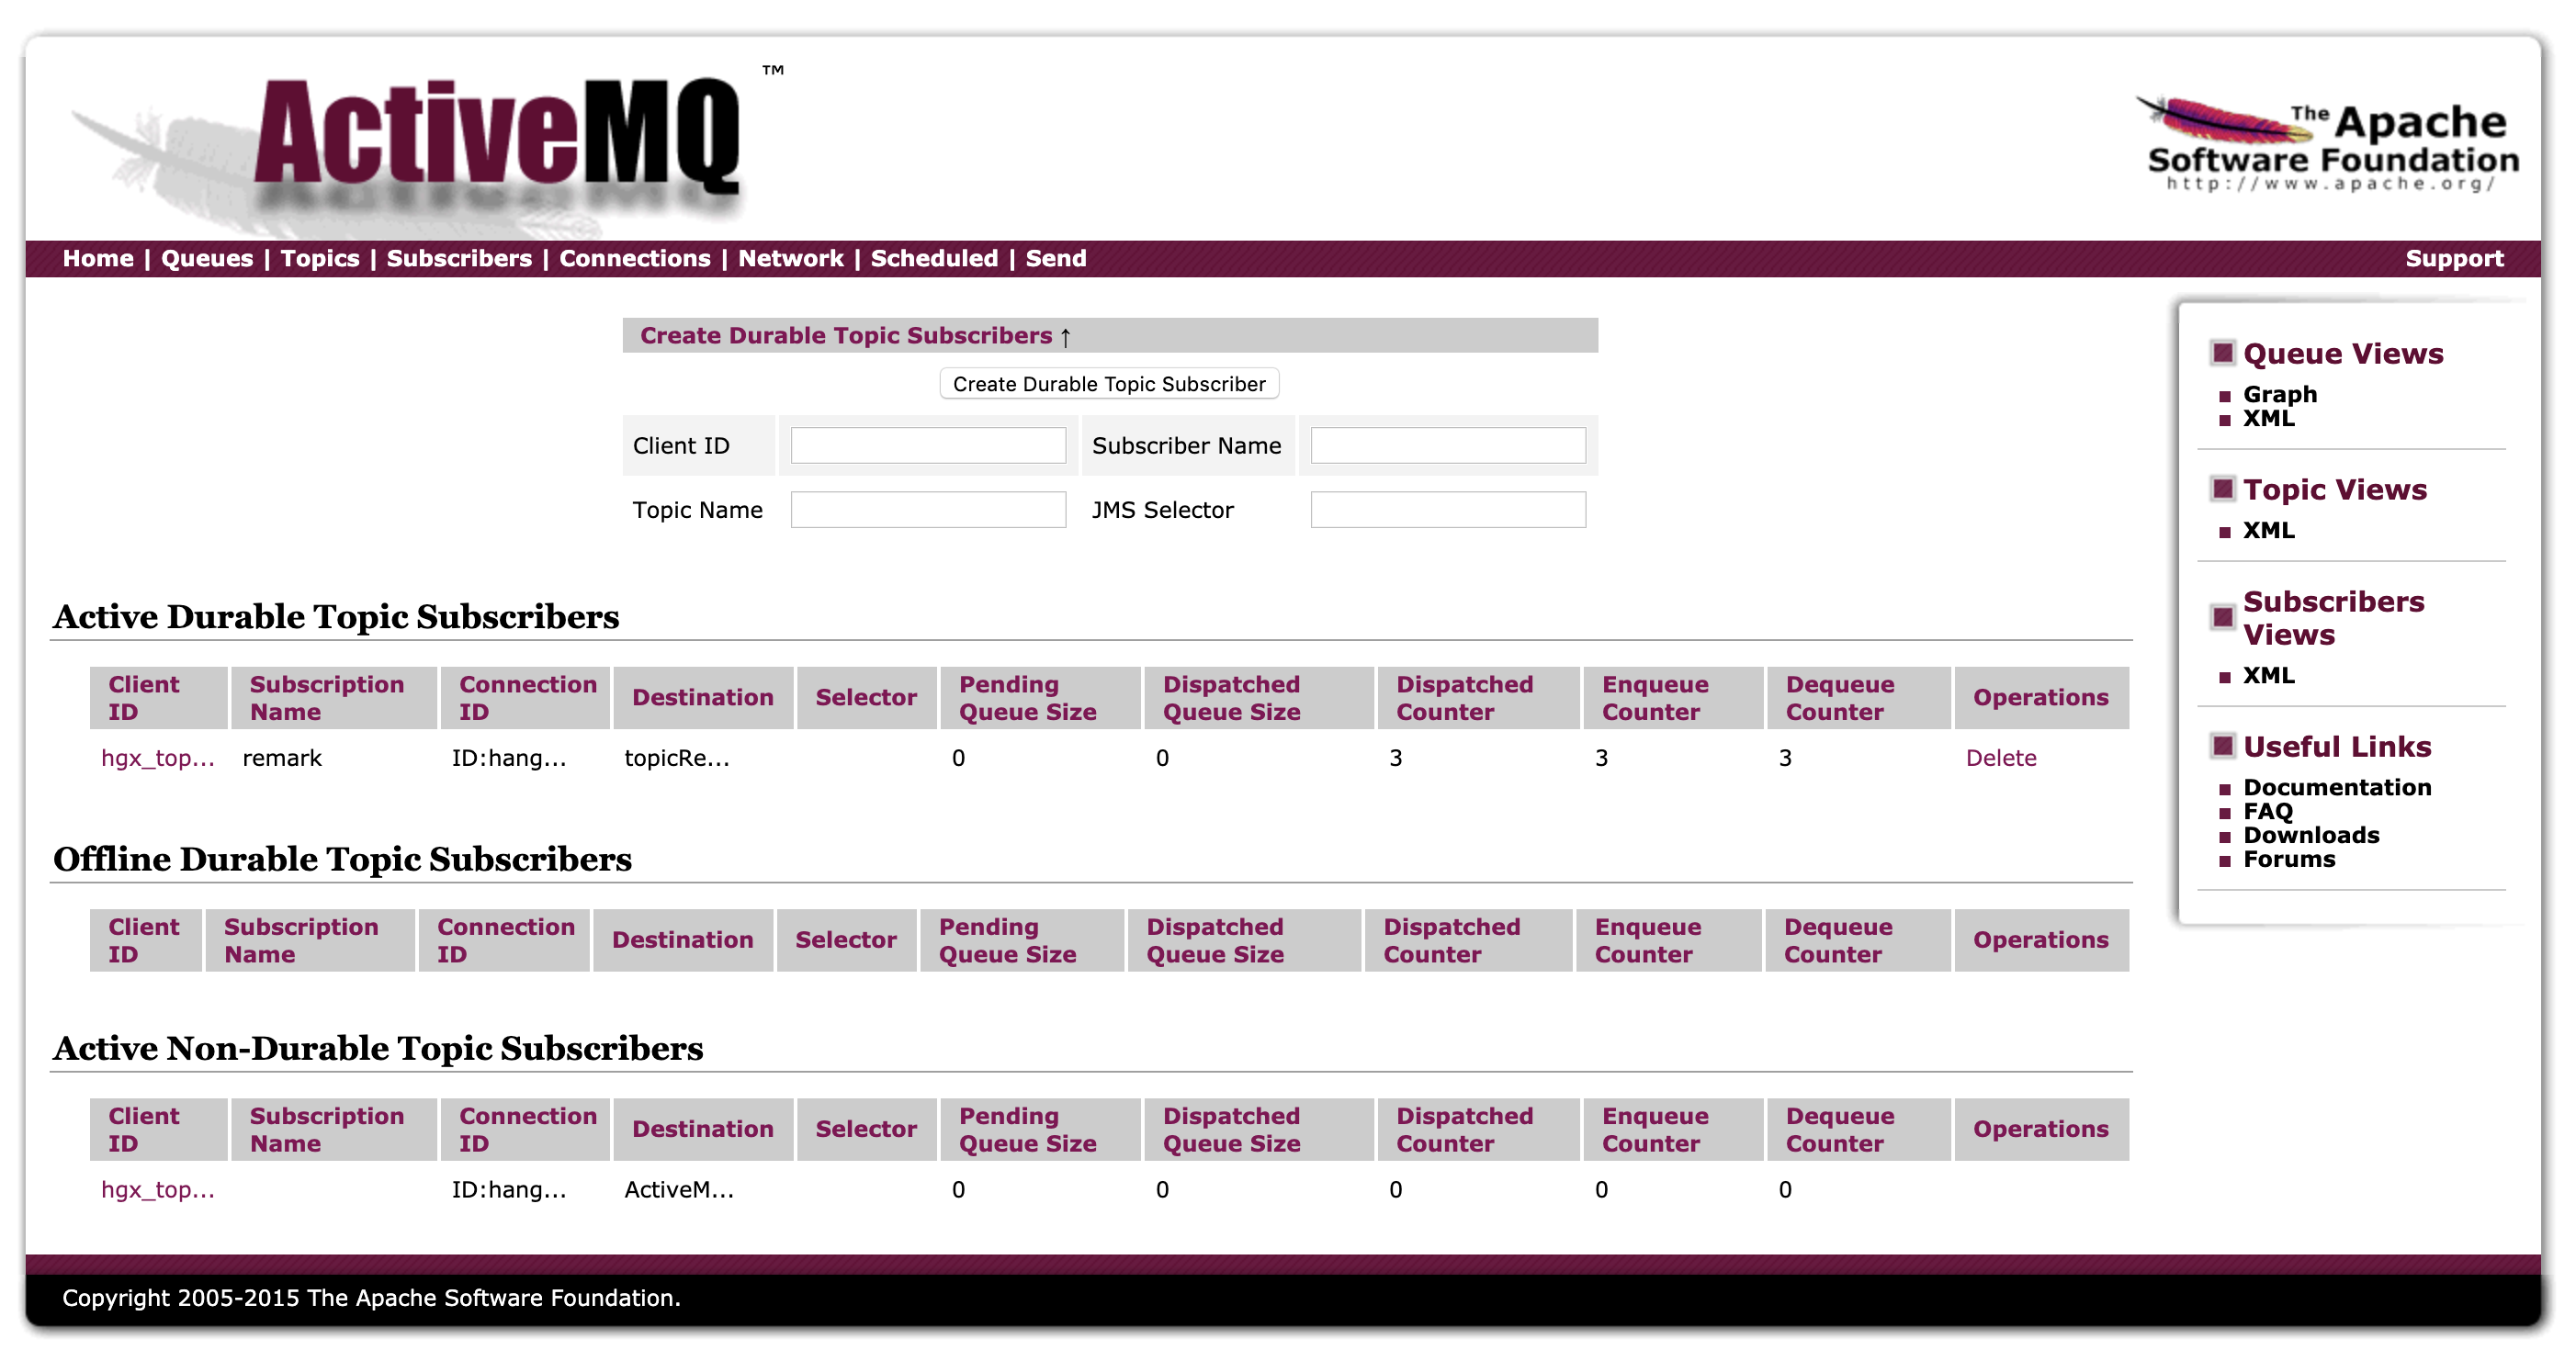 ActiveMQ ™
The Apache
Software Foundation
http://www.apache.org/
Home | Queues | Topics | Subscribers | Connections | Network | Scheduled | Send Support
Create Durable Topic Subscribers ↑
Create Durable Topic Subscriber
Client ID Subscriber Name
Topic Name JMS Selector
Active Durable Topic Subscribers
Client ID Subscription Name Connection ID Destination Selector Pending Queue Size Dispatched Queue Size Dispatched Counter Enqueue Counter Dequeue Counter Operations
hgx_top... remark ID:hang... topicRe... 0 0 3 3 3 Delete
Offline Durable Topic Subscribers
Client ID Subscription Name Connection ID Destination Selector Pending Queue Size Dispatched Queue Size Dispatched Counter Enqueue Counter Dequeue Counter Operations
Active Non-Durable Topic Subscribers
Client ID Subscription Name Connection ID Destination Selector Pending Queue Size Dispatched Queue Size Dispatched Counter Enqueue Counter Dequeue Counter Operations
hgx_top... ID:hang... ActiveM... 0 0 0 0 0
Queue Views
Graph
XML
Topic Views
XML
Subscribers
Views
XML
Useful Links
Documentation
FAQ
Downloads
Forums
Copyright 2005-2015 The Apache Software Foundation.